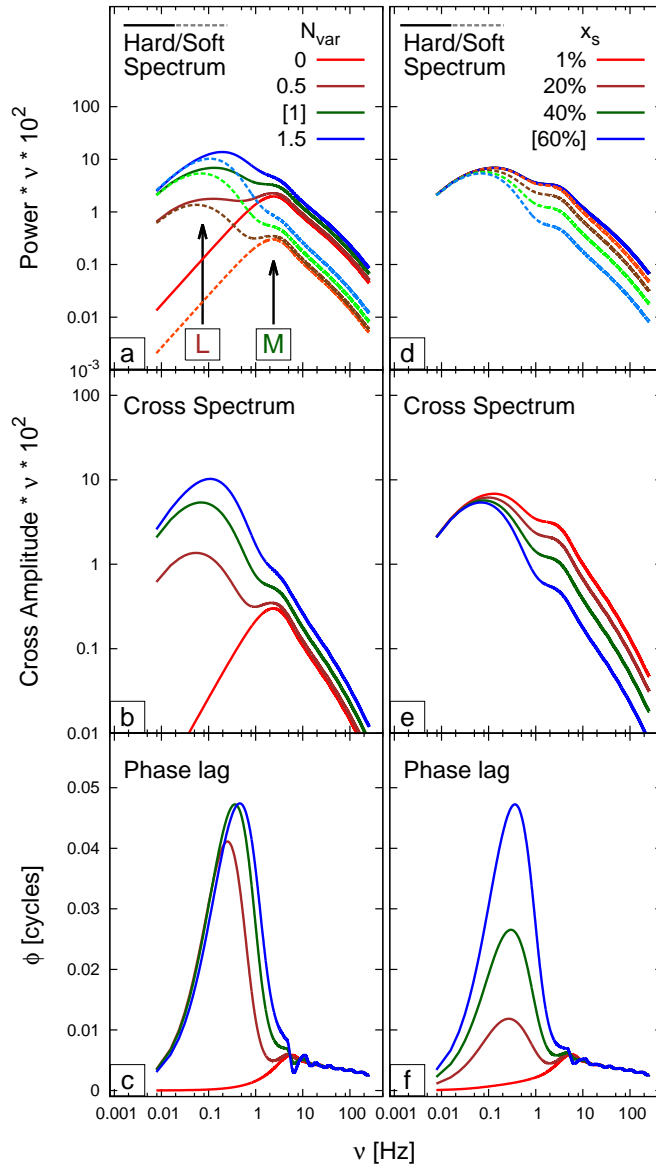 Hard/Soft
Spectrum
N_var
0
0.5
[1]
1.5
100
10
1
0.1
0.01
10^-3
Power * ν * 10^2
L
M
a
Hard/Soft
Spectrum
x_s
1%
20%
40%
[60%]
d
Cross Spectrum
100
10
1
0.1
0.01
Cross Amplitude * ν * 10^2
b
Cross Spectrum
e
Phase lag
0.05
0.04
0.03
0.02
0.01
0
ϕ [cycles]
c
Phase lag
f
0.001 0.01 0.1 1 10 100
0.001 0.01 0.1 1 10 100
ν [Hz]